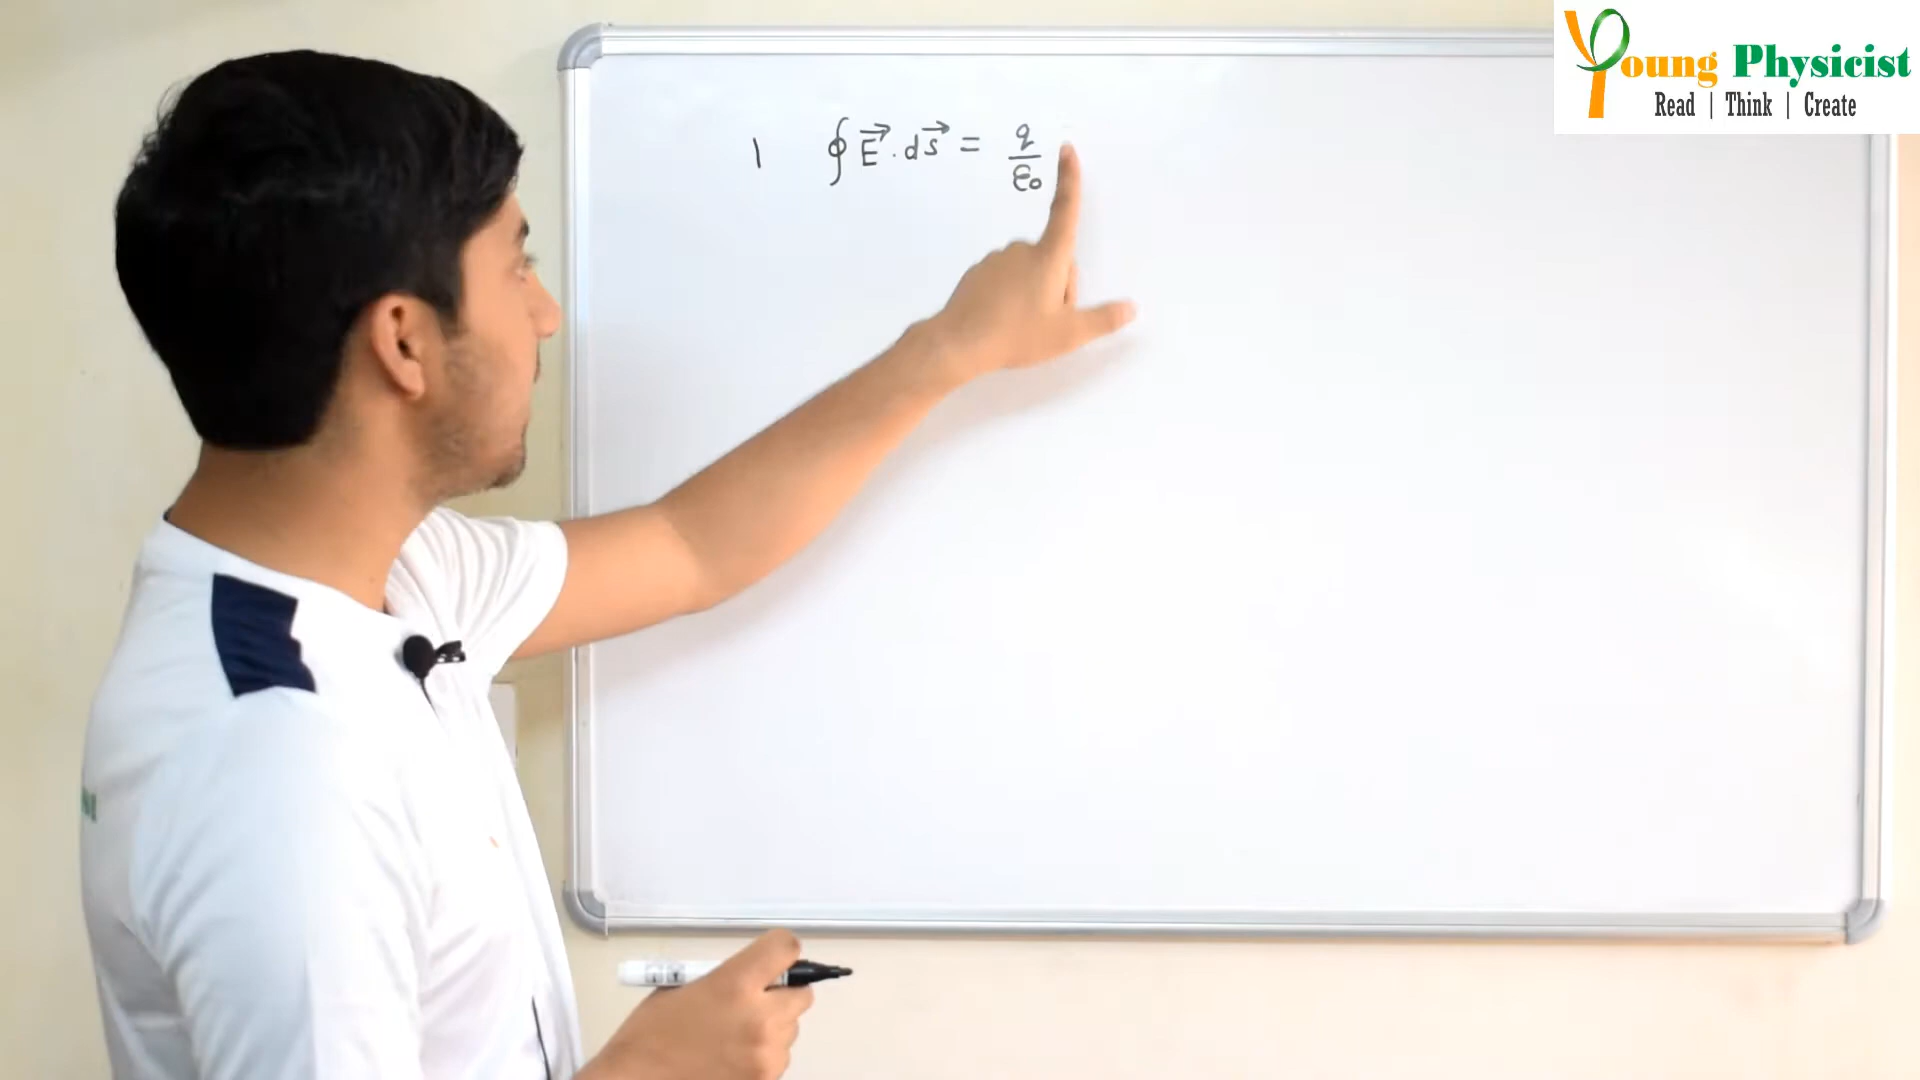 Young Physicist
Read | Think | Create
1 ∮ E⃗ . ds⃗ = q/ε₀